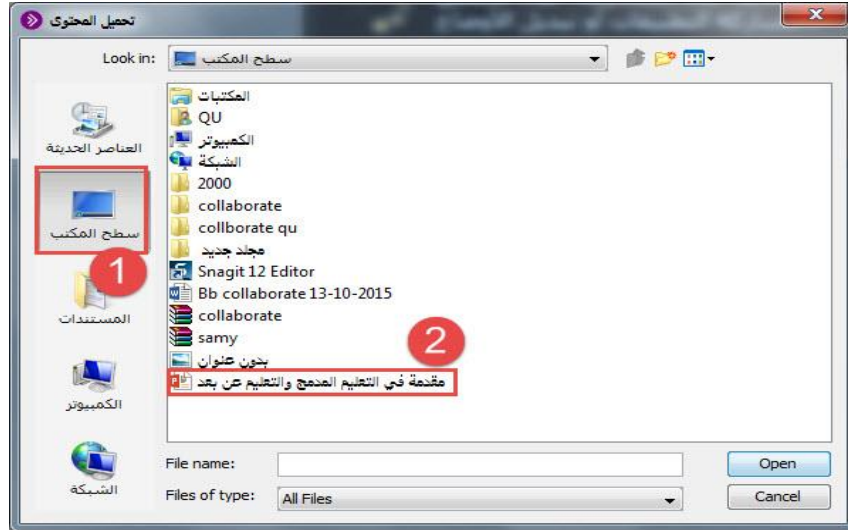 تحميل المحتوى
Look in:
سطح المكتب
العناصر الحديثة
سطح المكتب
1
المستندات
الكمبيوتر
الشبكة
المكتبات
QU
الكمبيوتر
الشبكة
2000
collaborate
collborate qu
مجلد جديد
Snagit 12 Editor
Bb collaborate 13-10-2015
collaborate
samy
بدون عنوان
2
مقدمة في التعليم المدمج والتعليم عن بعد
File name:
Open
Files of type:
All Files
Cancel